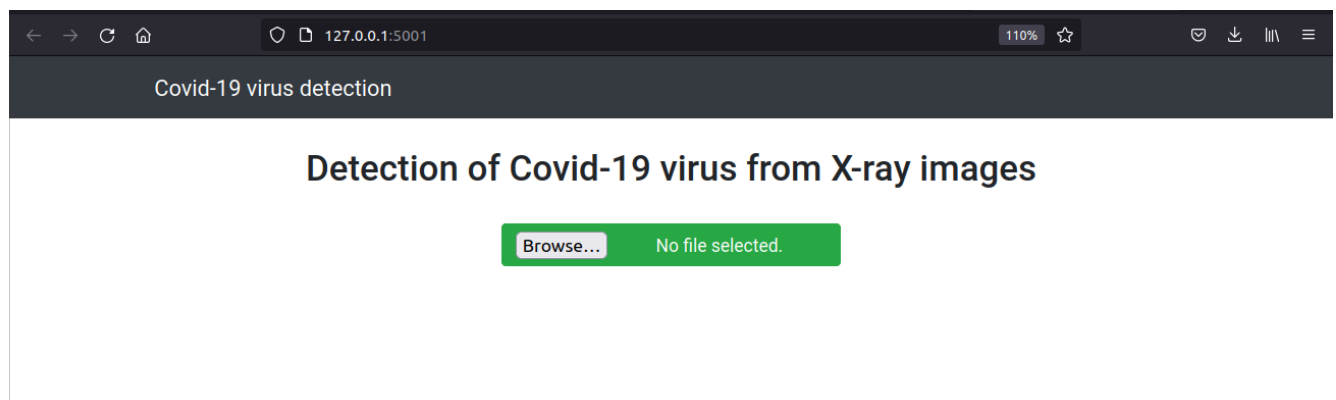 127.0.0.1:5001
110%
Covid-19 virus detection
Detection of Covid-19 virus from X-ray images
Browse... No file selected.